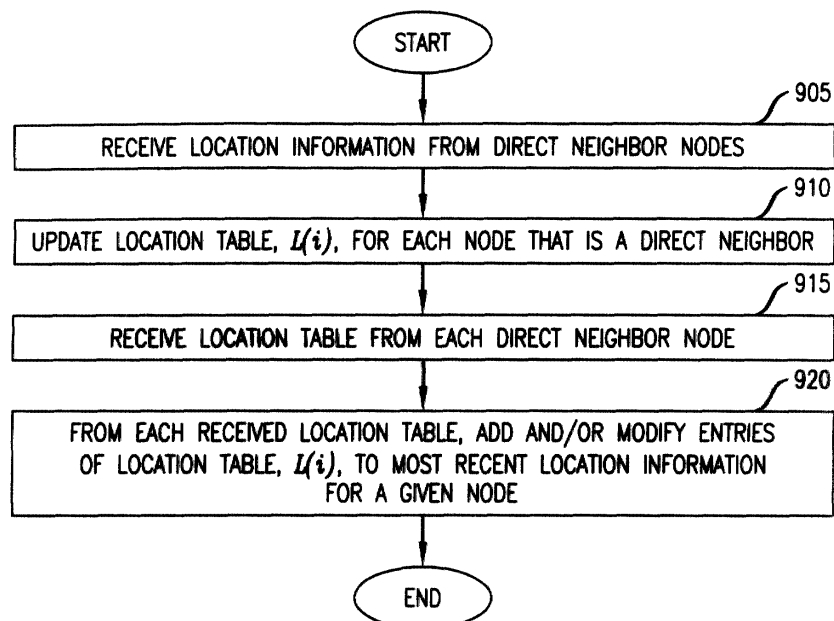 START
905
RECEIVE LOCATION INFORMATION FROM DIRECT NEIGHBOR NODES
910
UPDATE LOCATION TABLE, L(i), FOR EACH NODE THAT IS A DIRECT NEIGHBOR
915
RECEIVE LOCATION TABLE FROM EACH DIRECT NEIGHBOR NODE
920
FROM EACH RECEIVED LOCATION TABLE, ADD AND/OR MODIFY ENTRIES
OF LOCATION TABLE, L(i), TO MOST RECENT LOCATION INFORMATION
FOR A GIVEN NODE
END